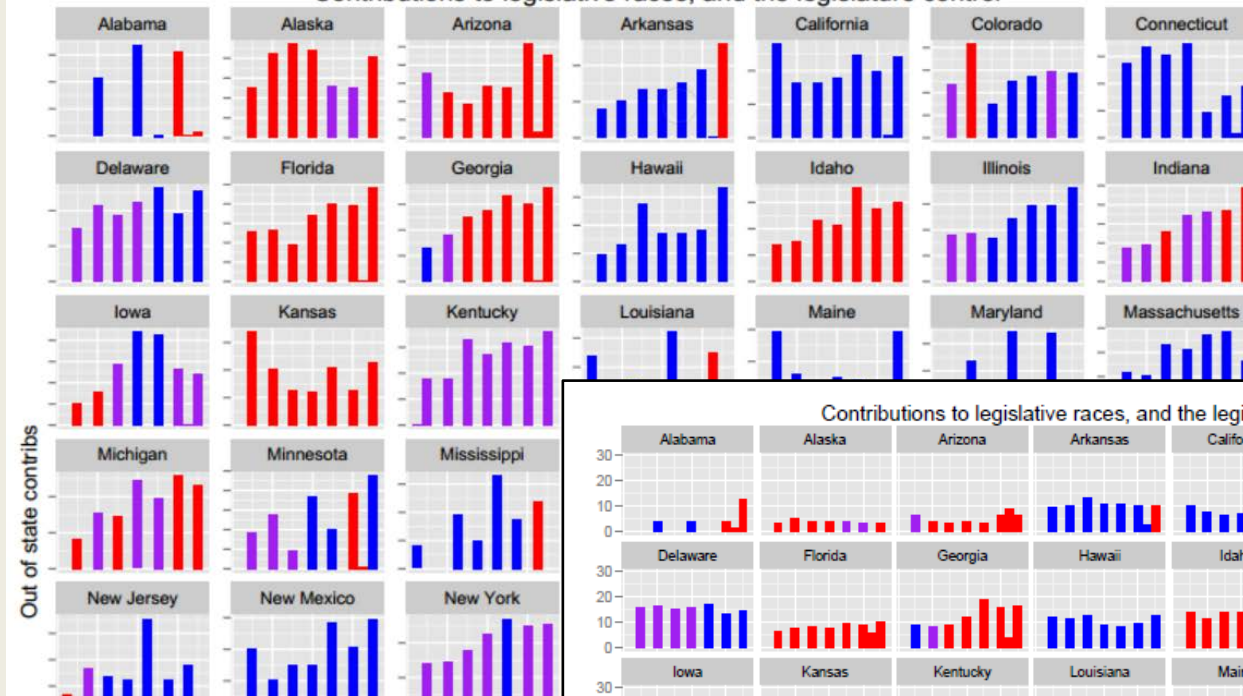 Contributions to legislative races, and the legislature control
Alabama Alaska Arizona Arkansas California Colorado Connecticut
Delaware Florida Georgia Hawaii Idaho Illinois Indiana
Iowa Kansas Kentucky Louisiana Maine Maryland Massachusetts
Michigan Minnesota Mississippi
New Jersey New Mexico New York
Out of state contribs
Contributions to legislative races, and the legi
Alabama Alaska Arizona Arkansas Califo
30
20
10
0
Delaware Florida Georgia Hawaii Idah
30
20
10
0
Iowa Kansas Kentucky Louisiana Main
30